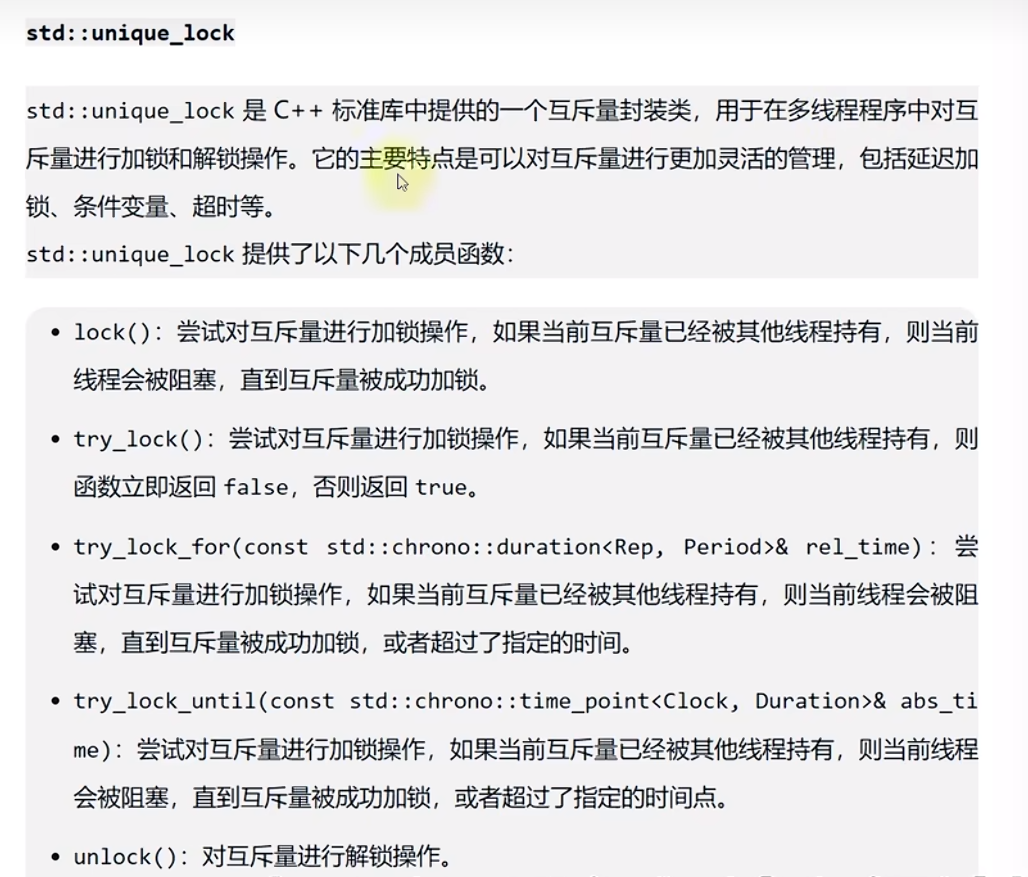 std::unique_lock
std::unique_lock 是 C++ 标准库中提供的一个互斥量封装类，用于在多线程程序中对互
斥量进行加锁和解锁操作。它的主要特点是可以对互斥量进行更加灵活的管理，包括延迟加
锁、条件变量、超时等。
std::unique_lock 提供了以下几个成员函数：
• lock()：尝试对互斥量进行加锁操作，如果当前互斥量已经被其他线程持有，则当前
线程会被阻塞，直到互斥量被成功加锁。
• try_lock()：尝试对互斥量进行加锁操作，如果当前互斥量已经被其他线程持有，则
函数立即返回 false，否则返回 true。
• try_lock_for(const std::chrono::duration<Rep, Period>& rel_time)：尝
试对互斥量进行加锁操作，如果当前互斥量已经被其他线程持有，则当前线程会被阻
塞，直到互斥量被成功加锁，或者超过了指定的时间。
• try_lock_until(const std::chrono::time_point<Clock, Duration>& abs_ti
me)：尝试对互斥量进行加锁操作，如果当前互斥量已经被其他线程持有，则当前线程
会被阻塞，直到互斥量被成功加锁，或者超过了指定的时间点。
• unlock()：对互斥量进行解锁操作。